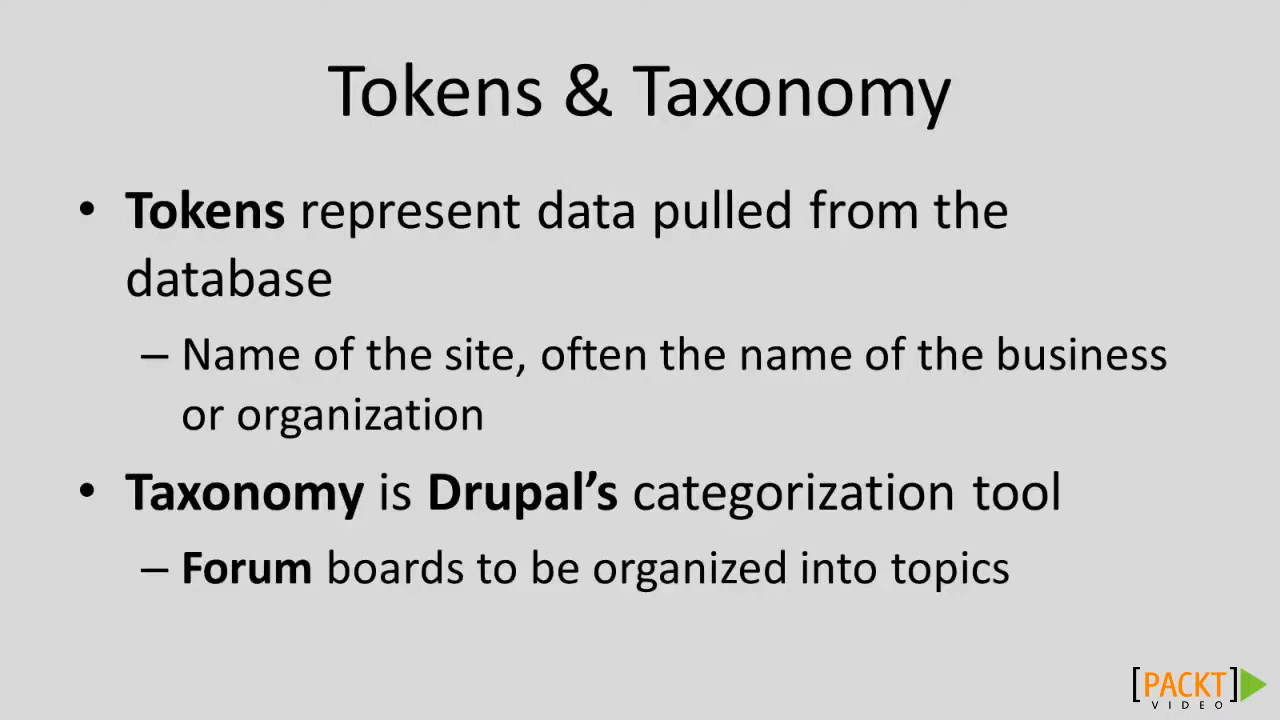 Tokens & Taxonomy
• Tokens represent data pulled from the
database
– Name of the site, often the name of the business
or organization
• Taxonomy is Drupal’s categorization tool
– Forum boards to be organized into topics
[PACKT]
VIDEO